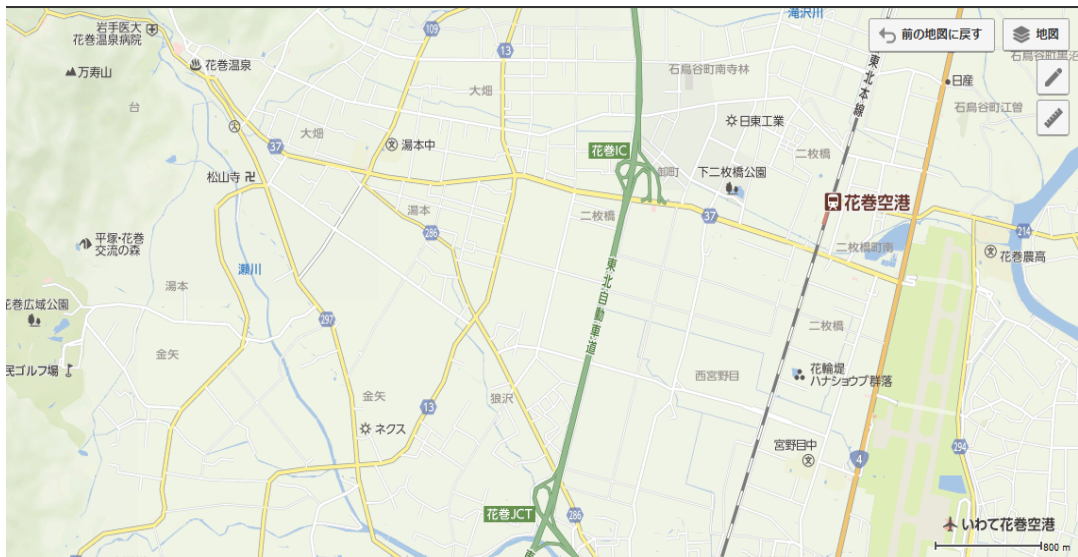 岩手医大
花巻温泉病院
109
13
滝沢川
前の地図に戻す
地図
万寿山
花巻温泉
石鳥谷町南寺林
東北本線
日産
大畑
台
石鳥谷町江曽
大畑
日東工業
37
湯本中
花巻IC
二枚橋
松山寺
卸町
下二枚橋公園
湯本
二枚橋
37
花巻空港
286
214
平塚・花巻
交流の森
二枚橋町南
花巻農高
瀬川
東北自動車道
湯本
花巻広域公園
297
二枚橋
金矢
民ゴルフ場
西宮野目
花輪堤
ハナショウブ群落
金矢
狼沢
13
ネクス
宮野目中
4
294
花巻JCT
286
いわて花巻空港
800 m